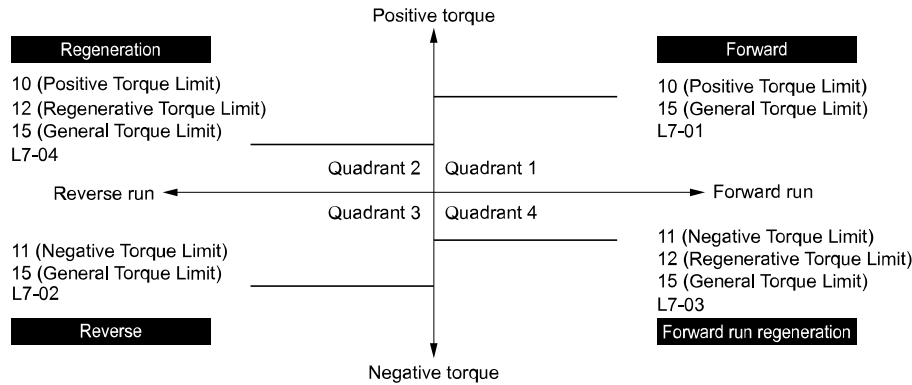 Positive torque
Regeneration
10 (Positive Torque Limit)
12 (Regenerative Torque Limit)
15 (General Torque Limit)
L7-04
Forward
10 (Positive Torque Limit)
15 (General Torque Limit)
L7-01
Quadrant 2
Quadrant 1
Reverse run
Forward run
Quadrant 3
Quadrant 4
11 (Negative Torque Limit)
15 (General Torque Limit)
L7-02
Reverse
11 (Negative Torque Limit)
12 (Regenerative Torque Limit)
15 (General Torque Limit)
L7-03
Forward run regeneration
Negative torque